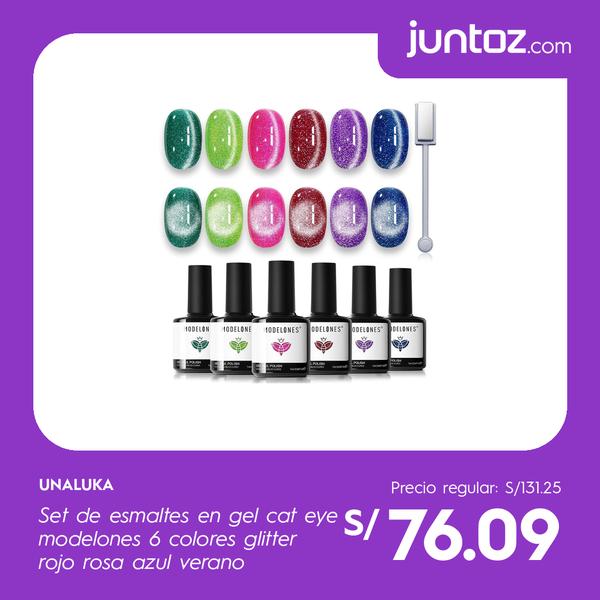 juntoz.com
MODELONES
MODELONES
MODELONES
MODELONES
MODELONES
MODELONES
UNALUKA
Set de esmaltes en gel cat eye
modelones 6 colores glitter
rojo rosa azul verano
Precio regular: S/131.25
S/76.09